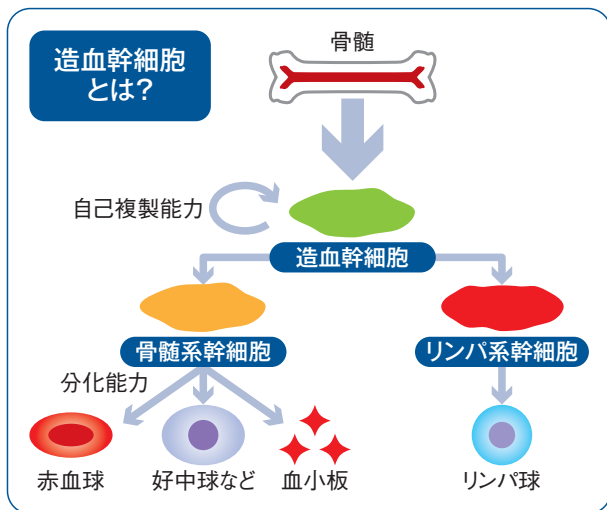 造血幹細胞
とは?
骨髄
自己複製能力
造血幹細胞
骨髄系幹細胞
リンパ系幹細胞
分化能力
赤血球
好中球など
血小板
リンパ球